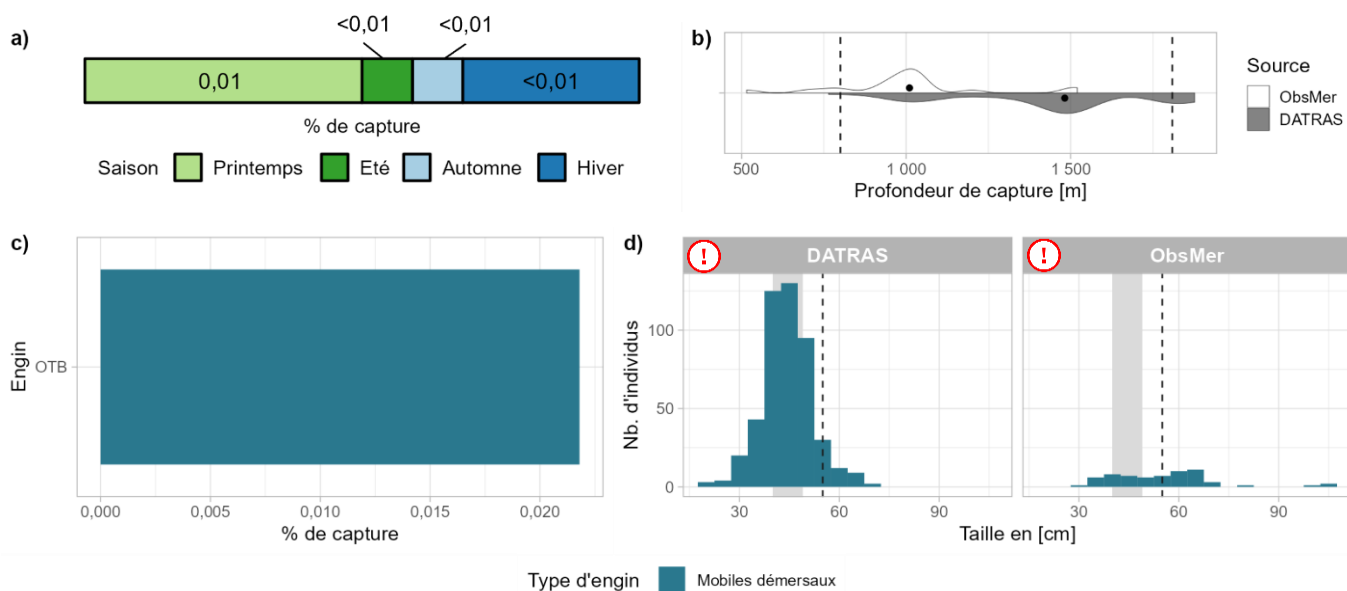 a)
<0,01 <0,01
0,01 <0,01
% de capture
Saison Printemps Eté Automne Hiver
b)
500 1 000 1 500
Profondeur de capture [m]
Source
ObsMer
DATRAS
c)
Engin
OTB
0,000 0,005 0,010 0,015 0,020
% de capture
d)
! DATRAS ! ObsMer
Nb. d'individus
100
50
0
30 60 90 30 60 90
Taille en [cm]
Type d'engin Mobiles démersaux